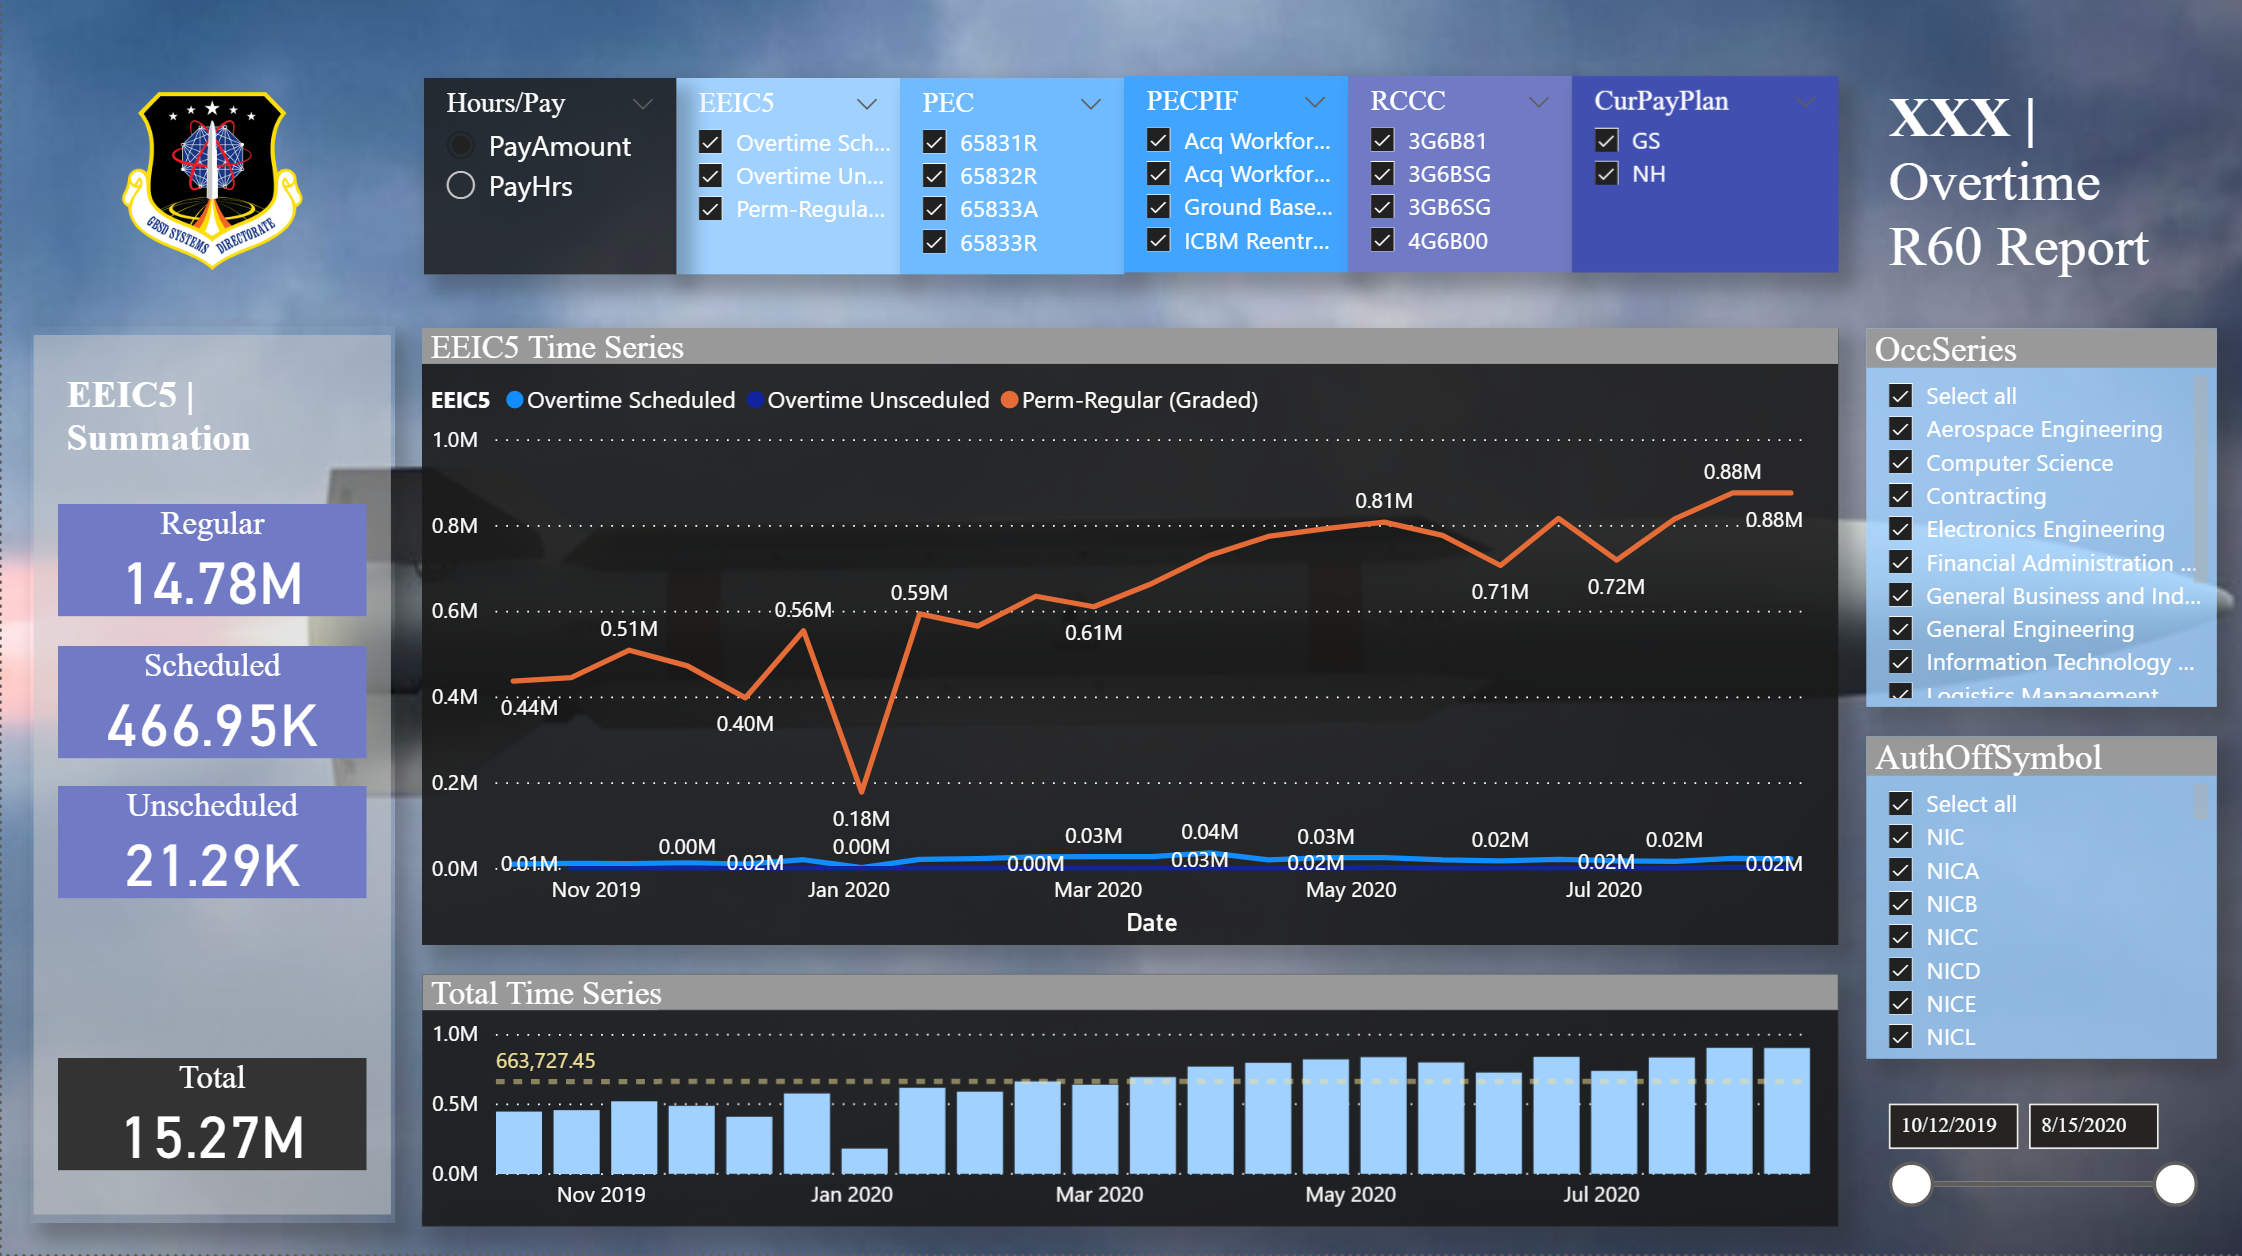 GBSD SYSTEMS DIRECTORATE
Hours/Pay
PayAmount
PayHrs
EEIC5
Overtime Sch...
Overtime Un...
Perm-Regula...
PEC
65831R
65832R
65833A
65833R
PECPIF
Acq Workfor...
Acq Workfor...
Ground Base...
ICBM Reentr...
RCCC
3G6B81
3G6BSG
3GB6SG
4G6B00
CurPayPlan
GS
NH
XXX |
Overtime
R60 Report
EEIC5 |
Summation
Regular
14.78M
Scheduled
466.95K
Unscheduled
21.29K
Total
15.27M
EEIC5 Time Series
EEIC5 Overtime Scheduled Overtime Unsceduled Perm-Regular (Graded)
1.0M
0.8M
0.6M
0.4M
0.2M
0.0M
0.44M
0.51M
0.40M
0.56M
0.18M
0.59M
0.61M
0.81M
0.71M
0.72M
0.88M
0.88M
0.01M
0.00M
0.02M
0.00M
0.00M
0.03M
0.04M
0.03M
0.03M
0.02M
0.02M
0.02M
0.02M
0.02M
Nov 2019 Jan 2020 Mar 2020 May 2020 Jul 2020
Date
Total Time Series
1.0M
663,727.45
0.5M
0.0M
Nov 2019 Jan 2020 Mar 2020 May 2020 Jul 2020
OccSeries
Select all
Aerospace Engineering
Computer Science
Contracting
Electronics Engineering
Financial Administration ...
General Business and Ind...
General Engineering
Information Technology ...
Logistics Management
AuthOffSymbol
Select all
NIC
NICA
NICB
NICC
NICD
NICE
NICL
10/12/2019 8/15/2020